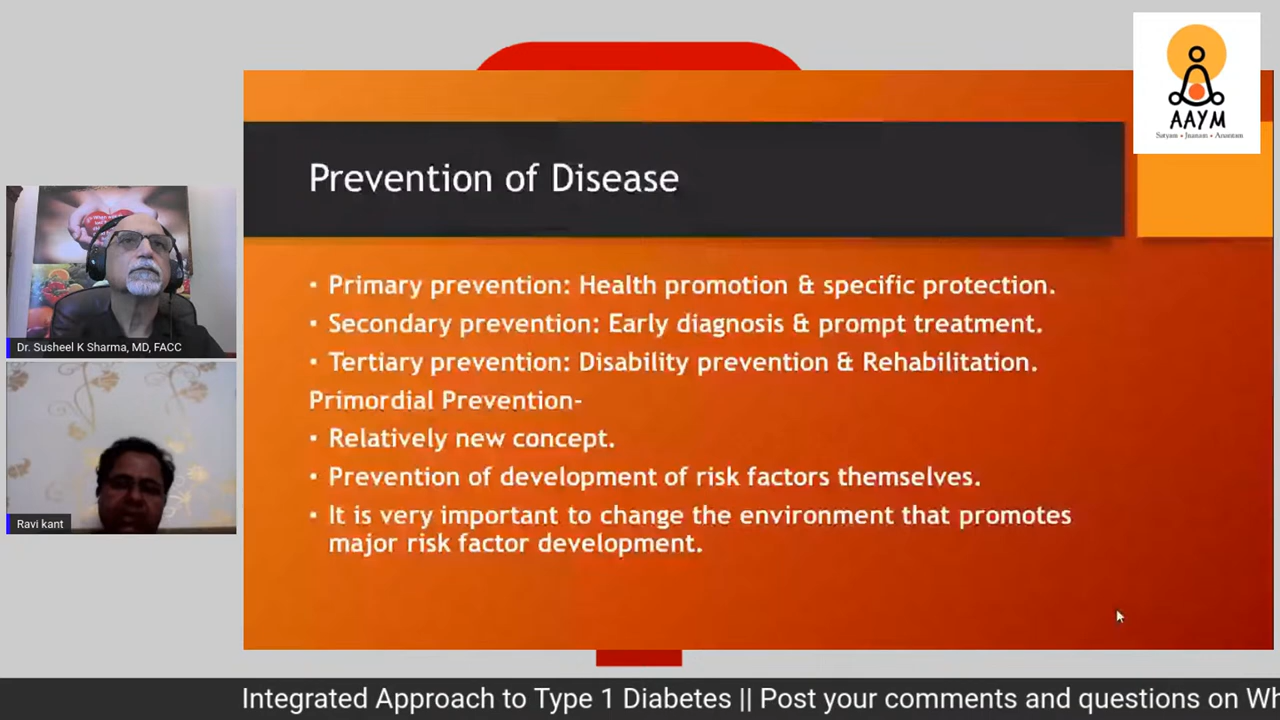 AAYM
Satyam • Jnanam • Anantam
Prevention of Disease
• Primary prevention: Health promotion & specific protection.
• Secondary prevention: Early diagnosis & prompt treatment.
• Tertiary prevention: Disability prevention & Rehabilitation.
Primordial Prevention-
• Relatively new concept.
• Prevention of development of risk factors themselves.
• It is very important to change the environment that promotes
major risk factor development.
Dr. Susheel K Sharma, MD, FACC
Ravi kant
Integrated Approach to Type 1 Diabetes || Post your comments and questions on Wh